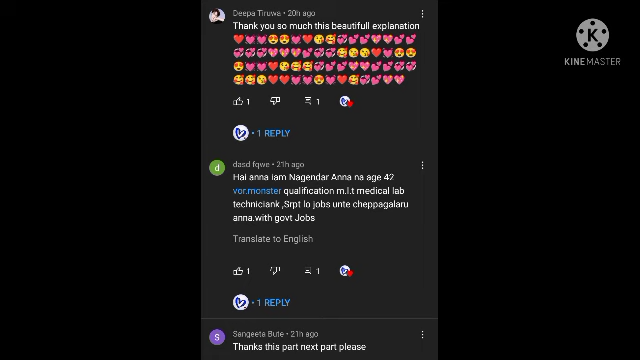 Deepa Tiruwa • 20h ago
Thank you so much this beautifull explanation
❤️💓💓😍😍💓❤️😘🥰💕💕💖💖💕💕
💞💞💕💕💖💖💕💞💞🥰😘😘❤️💓😍😍
😍💓💓❤️😘🥰🥰💕💕💖💖💕💕💞💞
🥰🥰😘❤️❤️💓💓😍💓❤️🥰💞💕💖💖
1
1
• 1 REPLY
d
dasd fqwe • 21h ago
Hai anna iam Nagendar Anna na age 42
vor.monster qualification m.l.t medical lab
techniciank ,Srpt lo jobs unte cheppagalaru
anna.with govt Jobs
Translate to English
1
1
• 1 REPLY
S
Sangeeta Bute • 21h ago
Thanks this part next part please
K
KINEMASTER